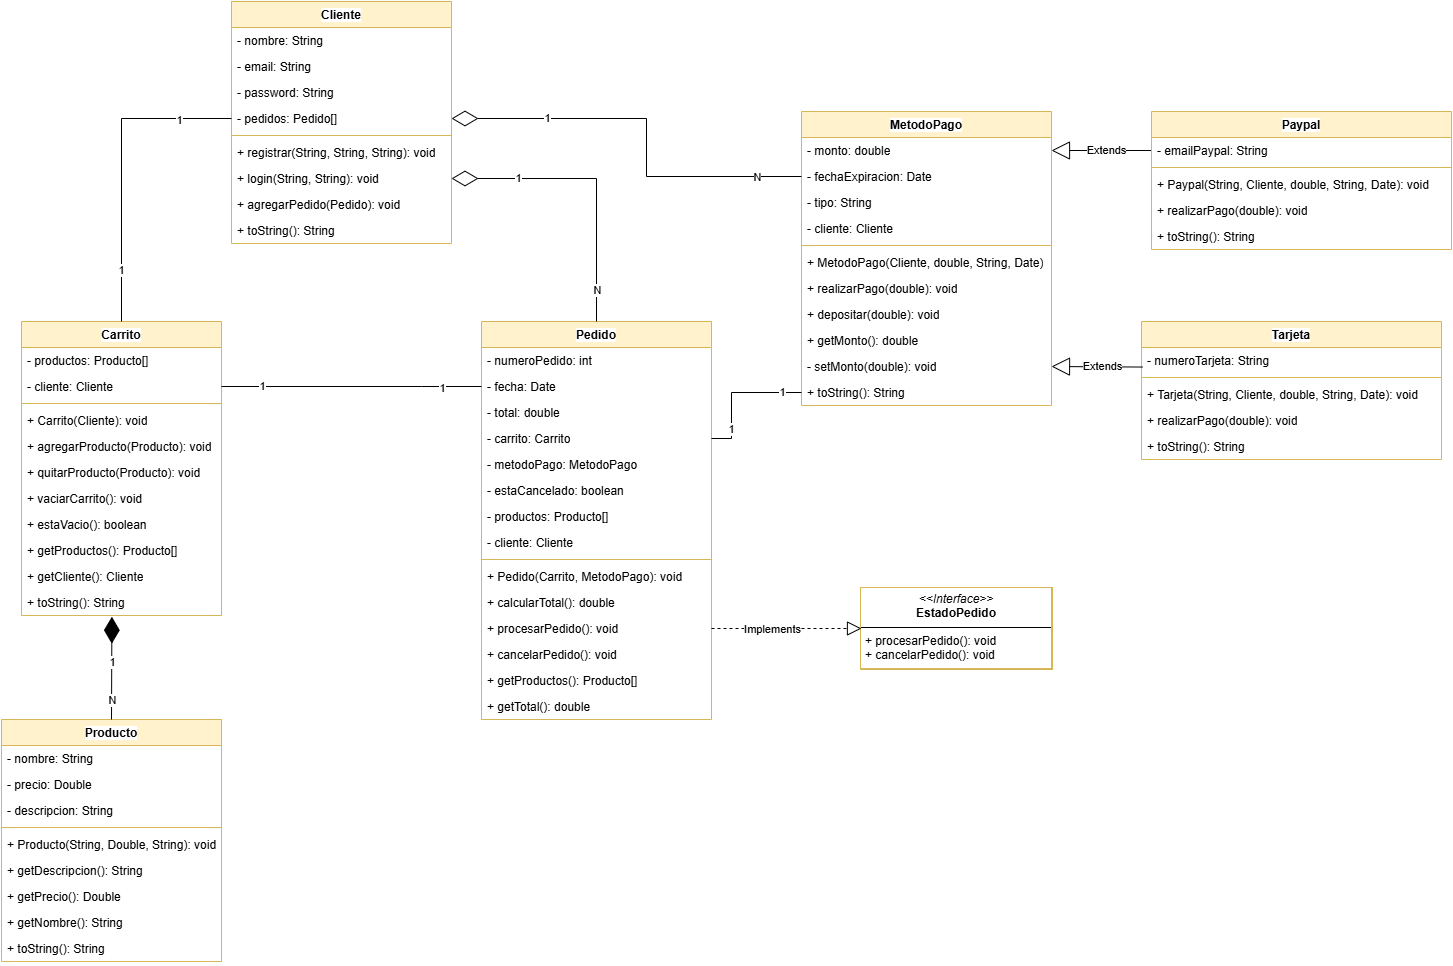 Cliente
- nombre: String
- email: String
- password: String
- pedidos: Pedido[]
+ registrar(String, String, String): void
+ login(String, String): void
+ agregarPedido(Pedido): void
+ toString(): String
1
1
1
N
1
N
MetodoPago
- monto: double
- fechaExpiracion: Date
- tipo: String
- cliente: Cliente
+ MetodoPago(Cliente, double, String, Date)
+ realizarPago(double): void
+ depositar(double): void
+ getMonto(): double
- setMonto(double): void
+ toString(): String
Extends
Paypal
- emailPaypal: String
+ Paypal(String, Cliente, double, String, Date): void
+ realizarPago(double): void
+ toString(): String
Extends
Tarjeta
- numeroTarjeta: String
+ Tarjeta(String, Cliente, double, String, Date): void
+ realizarPago(double): void
+ toString(): String
Carrito
- productos: Producto[]
- cliente: Cliente
+ Carrito(Cliente): void
+ agregarProducto(Producto): void
+ quitarProducto(Producto): void
+ vaciarCarrito(): void
+ estaVacio(): boolean
+ getProductos(): Producto[]
+ getCliente(): Cliente
+ toString(): String
1
1
Pedido
- numeroPedido: int
- fecha: Date
- total: double
- carrito: Carrito
- metodoPago: MetodoPago
- estaCancelado: boolean
- productos: Producto[]
- cliente: Cliente
+ Pedido(Carrito, MetodoPago): void
+ calcularTotal(): double
+ procesarPedido(): void
+ cancelarPedido(): void
+ getProductos(): Producto[]
+ getTotal(): double
1
1
Implements
<<Interface>>
EstadoPedido
+ procesarPedido(): void
+ cancelarPedido(): void
1
N
Producto
- nombre: String
- precio: Double
- descripcion: String
+ Producto(String, Double, String): void
+ getDescripcion(): String
+ getPrecio(): Double
+ getNombre(): String
+ toString(): String